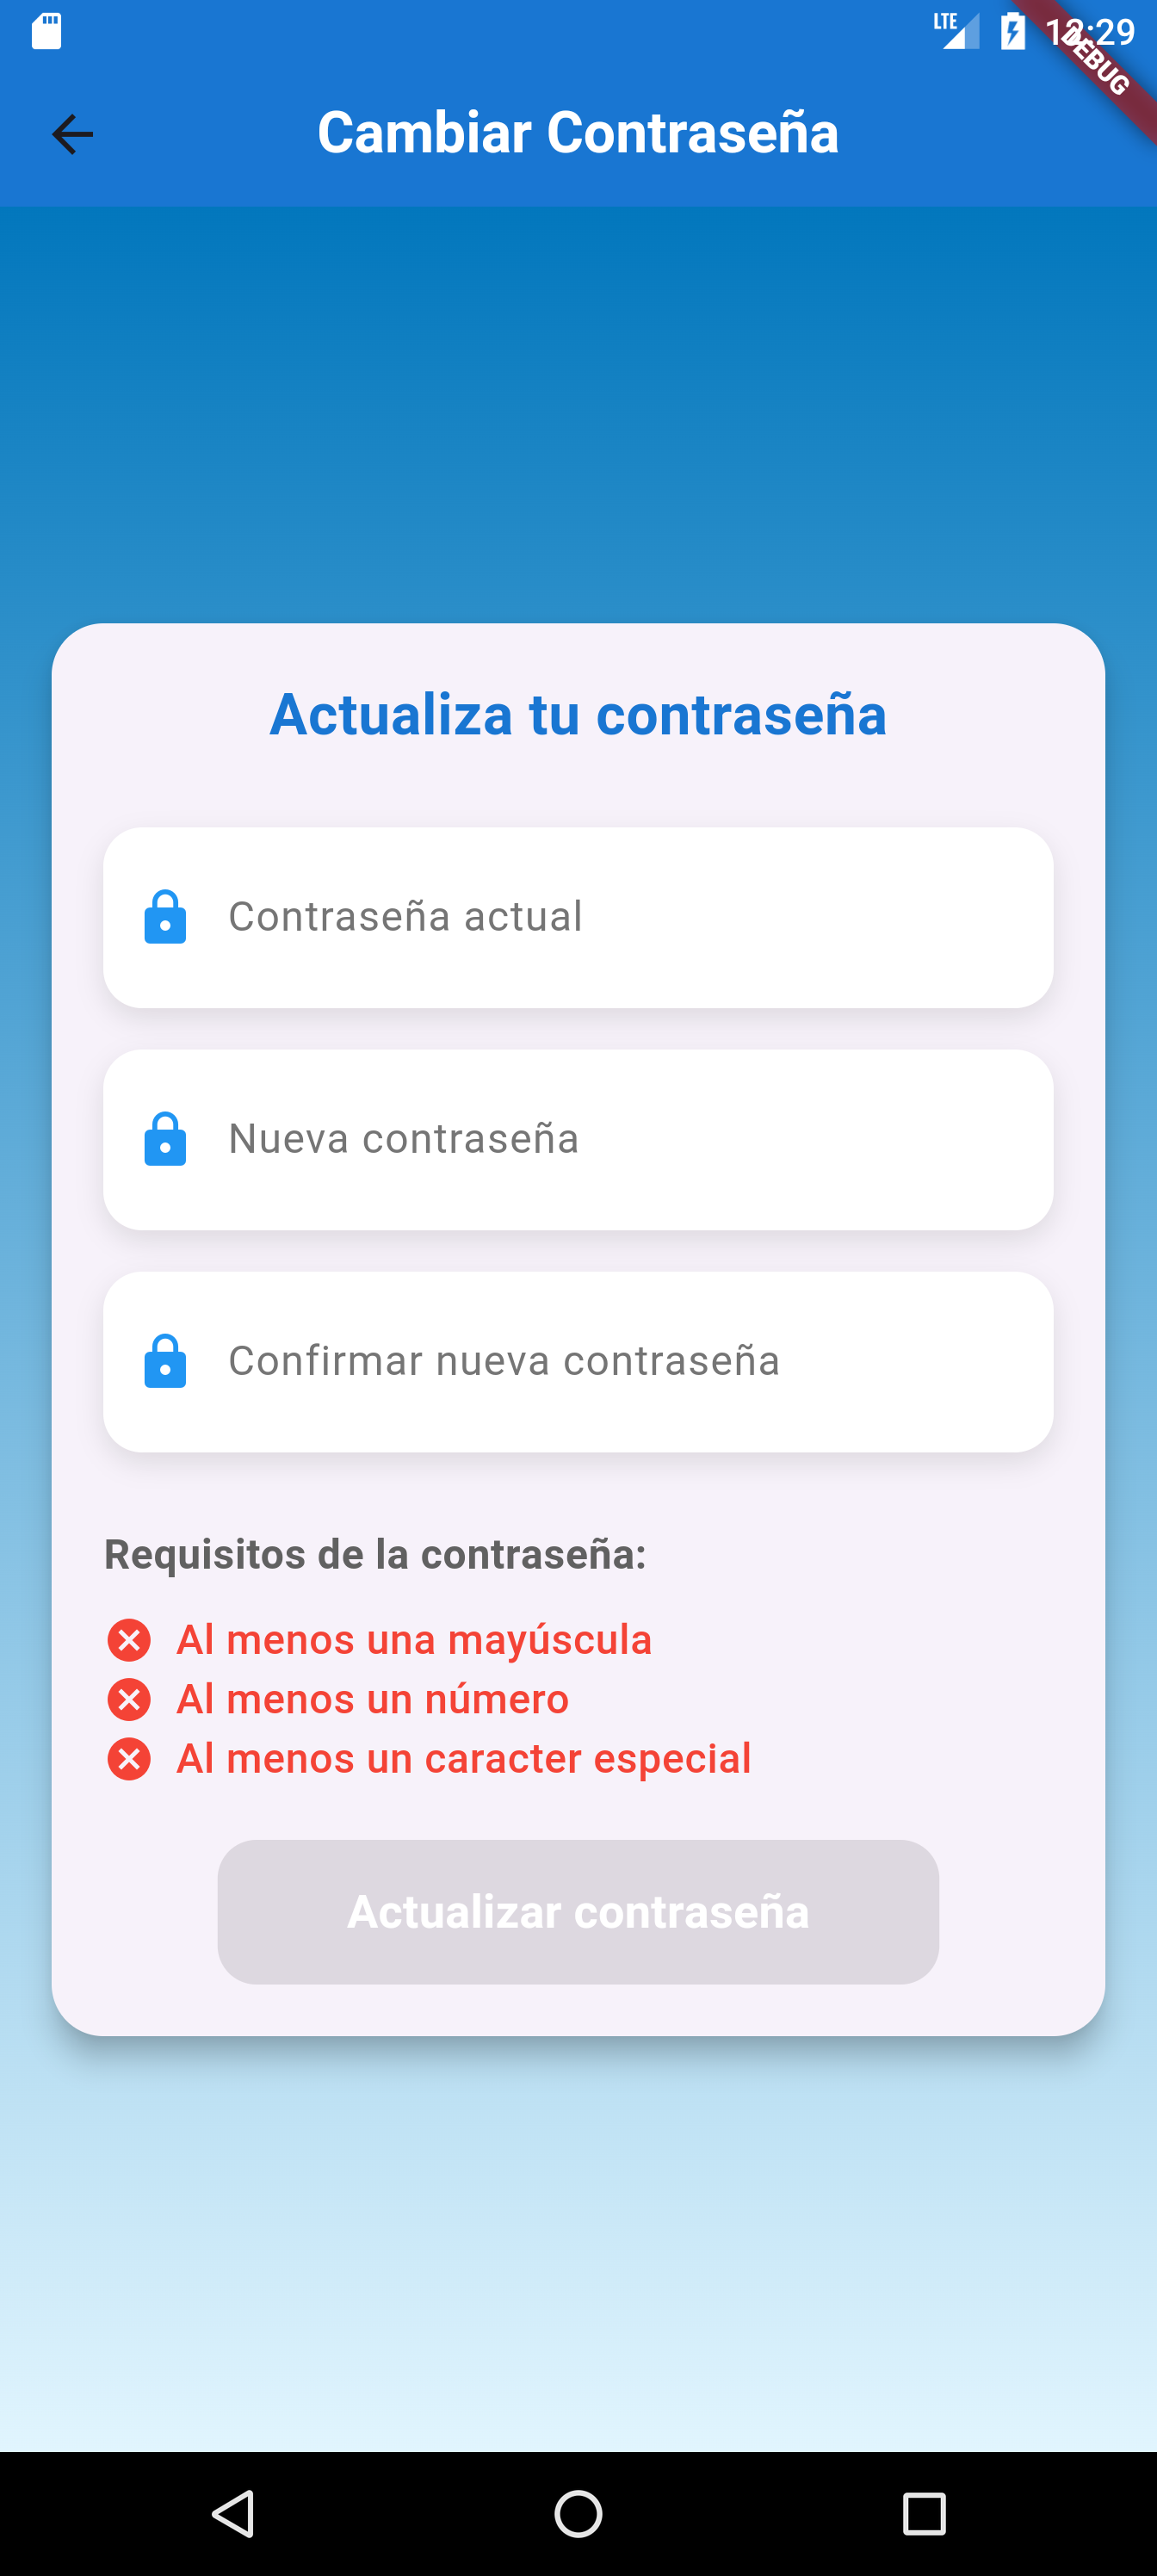 LTE 12:29
DEBUG
Cambiar Contraseña
Actualiza tu contraseña
Contraseña actual
Nueva contraseña
Confirmar nueva contraseña
Requisitos de la contraseña:
Al menos una mayúscula
Al menos un número
Al menos un caracter especial
Actualizar contraseña